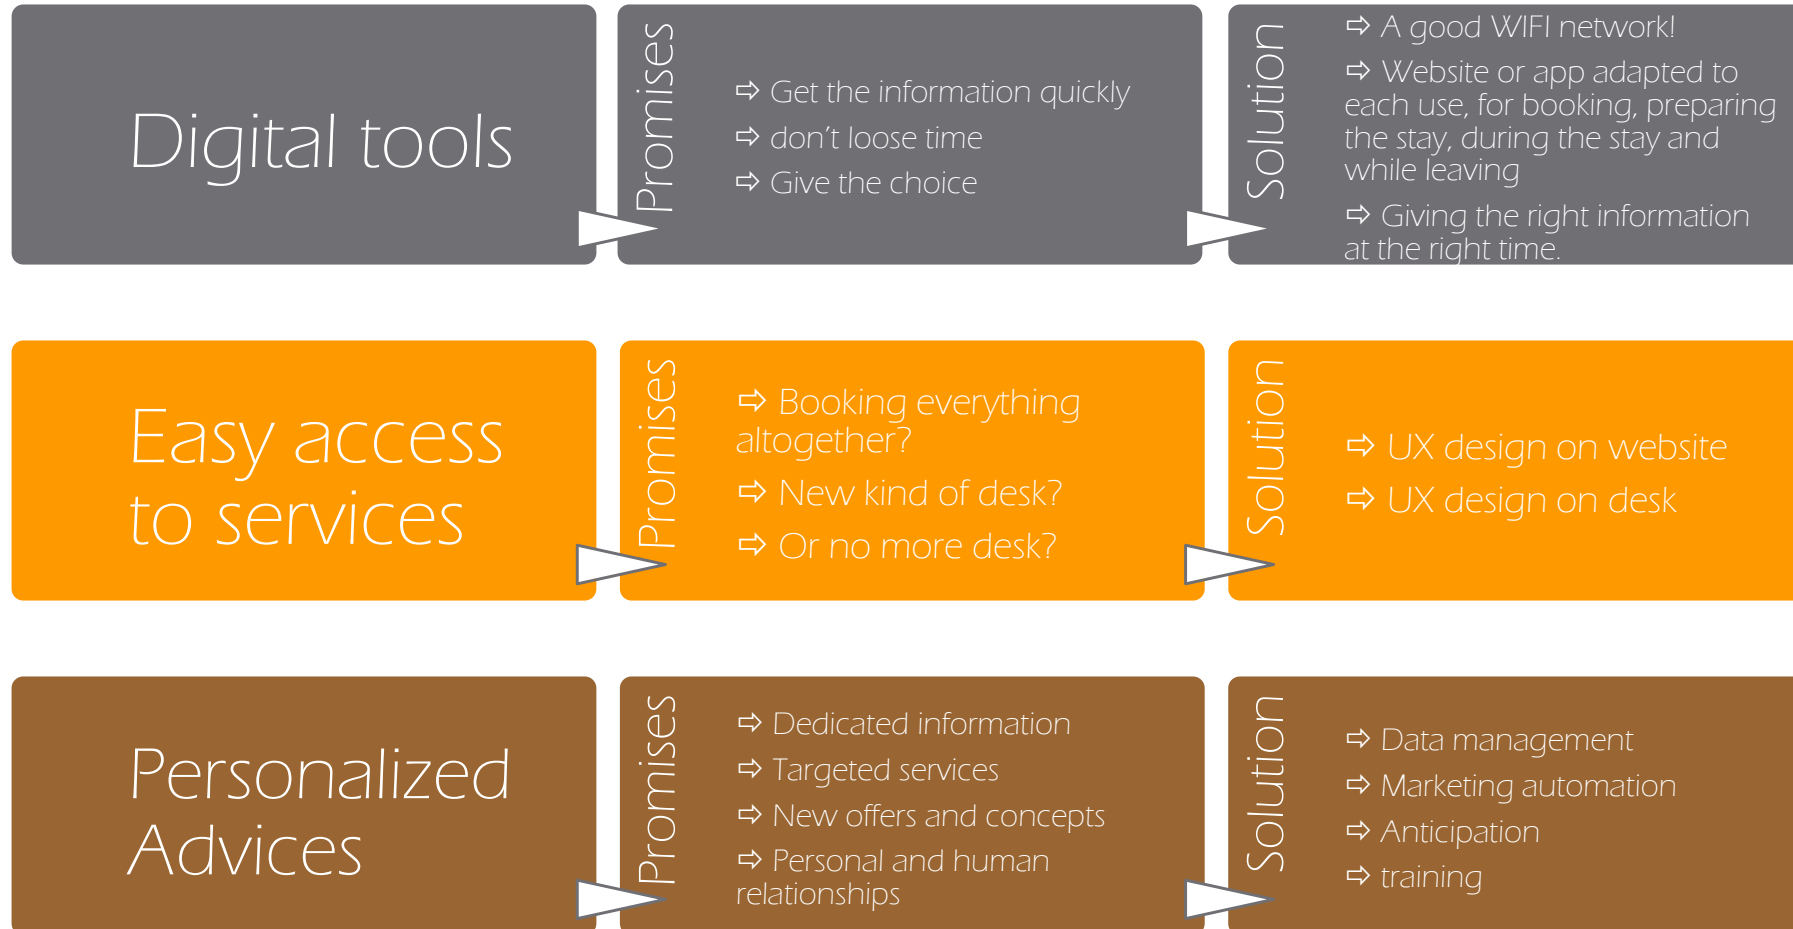 Digital tools
Promises
⇨ Get the information quickly
⇨ don’t loose time
⇨ Give the choice
Solution
⇨ A good WIFI network!
⇨ Website or app adapted to
each use, for booking, preparing
the stay, during the stay and
while leaving
⇨ Giving the right information
at the right time.
Easy access
to services
Promises
⇨ Booking everything
altogether?
⇨ New kind of desk?
⇨ Or no more desk?
Solution
⇨ UX design on website
⇨ UX design on desk
Personalized
Advices
Promises
⇨ Dedicated information
⇨ Targeted services
⇨ New offers and concepts
⇨ Personal and human
relationships
Solution
⇨ Data management
⇨ Marketing automation
⇨ Anticipation
⇨ training